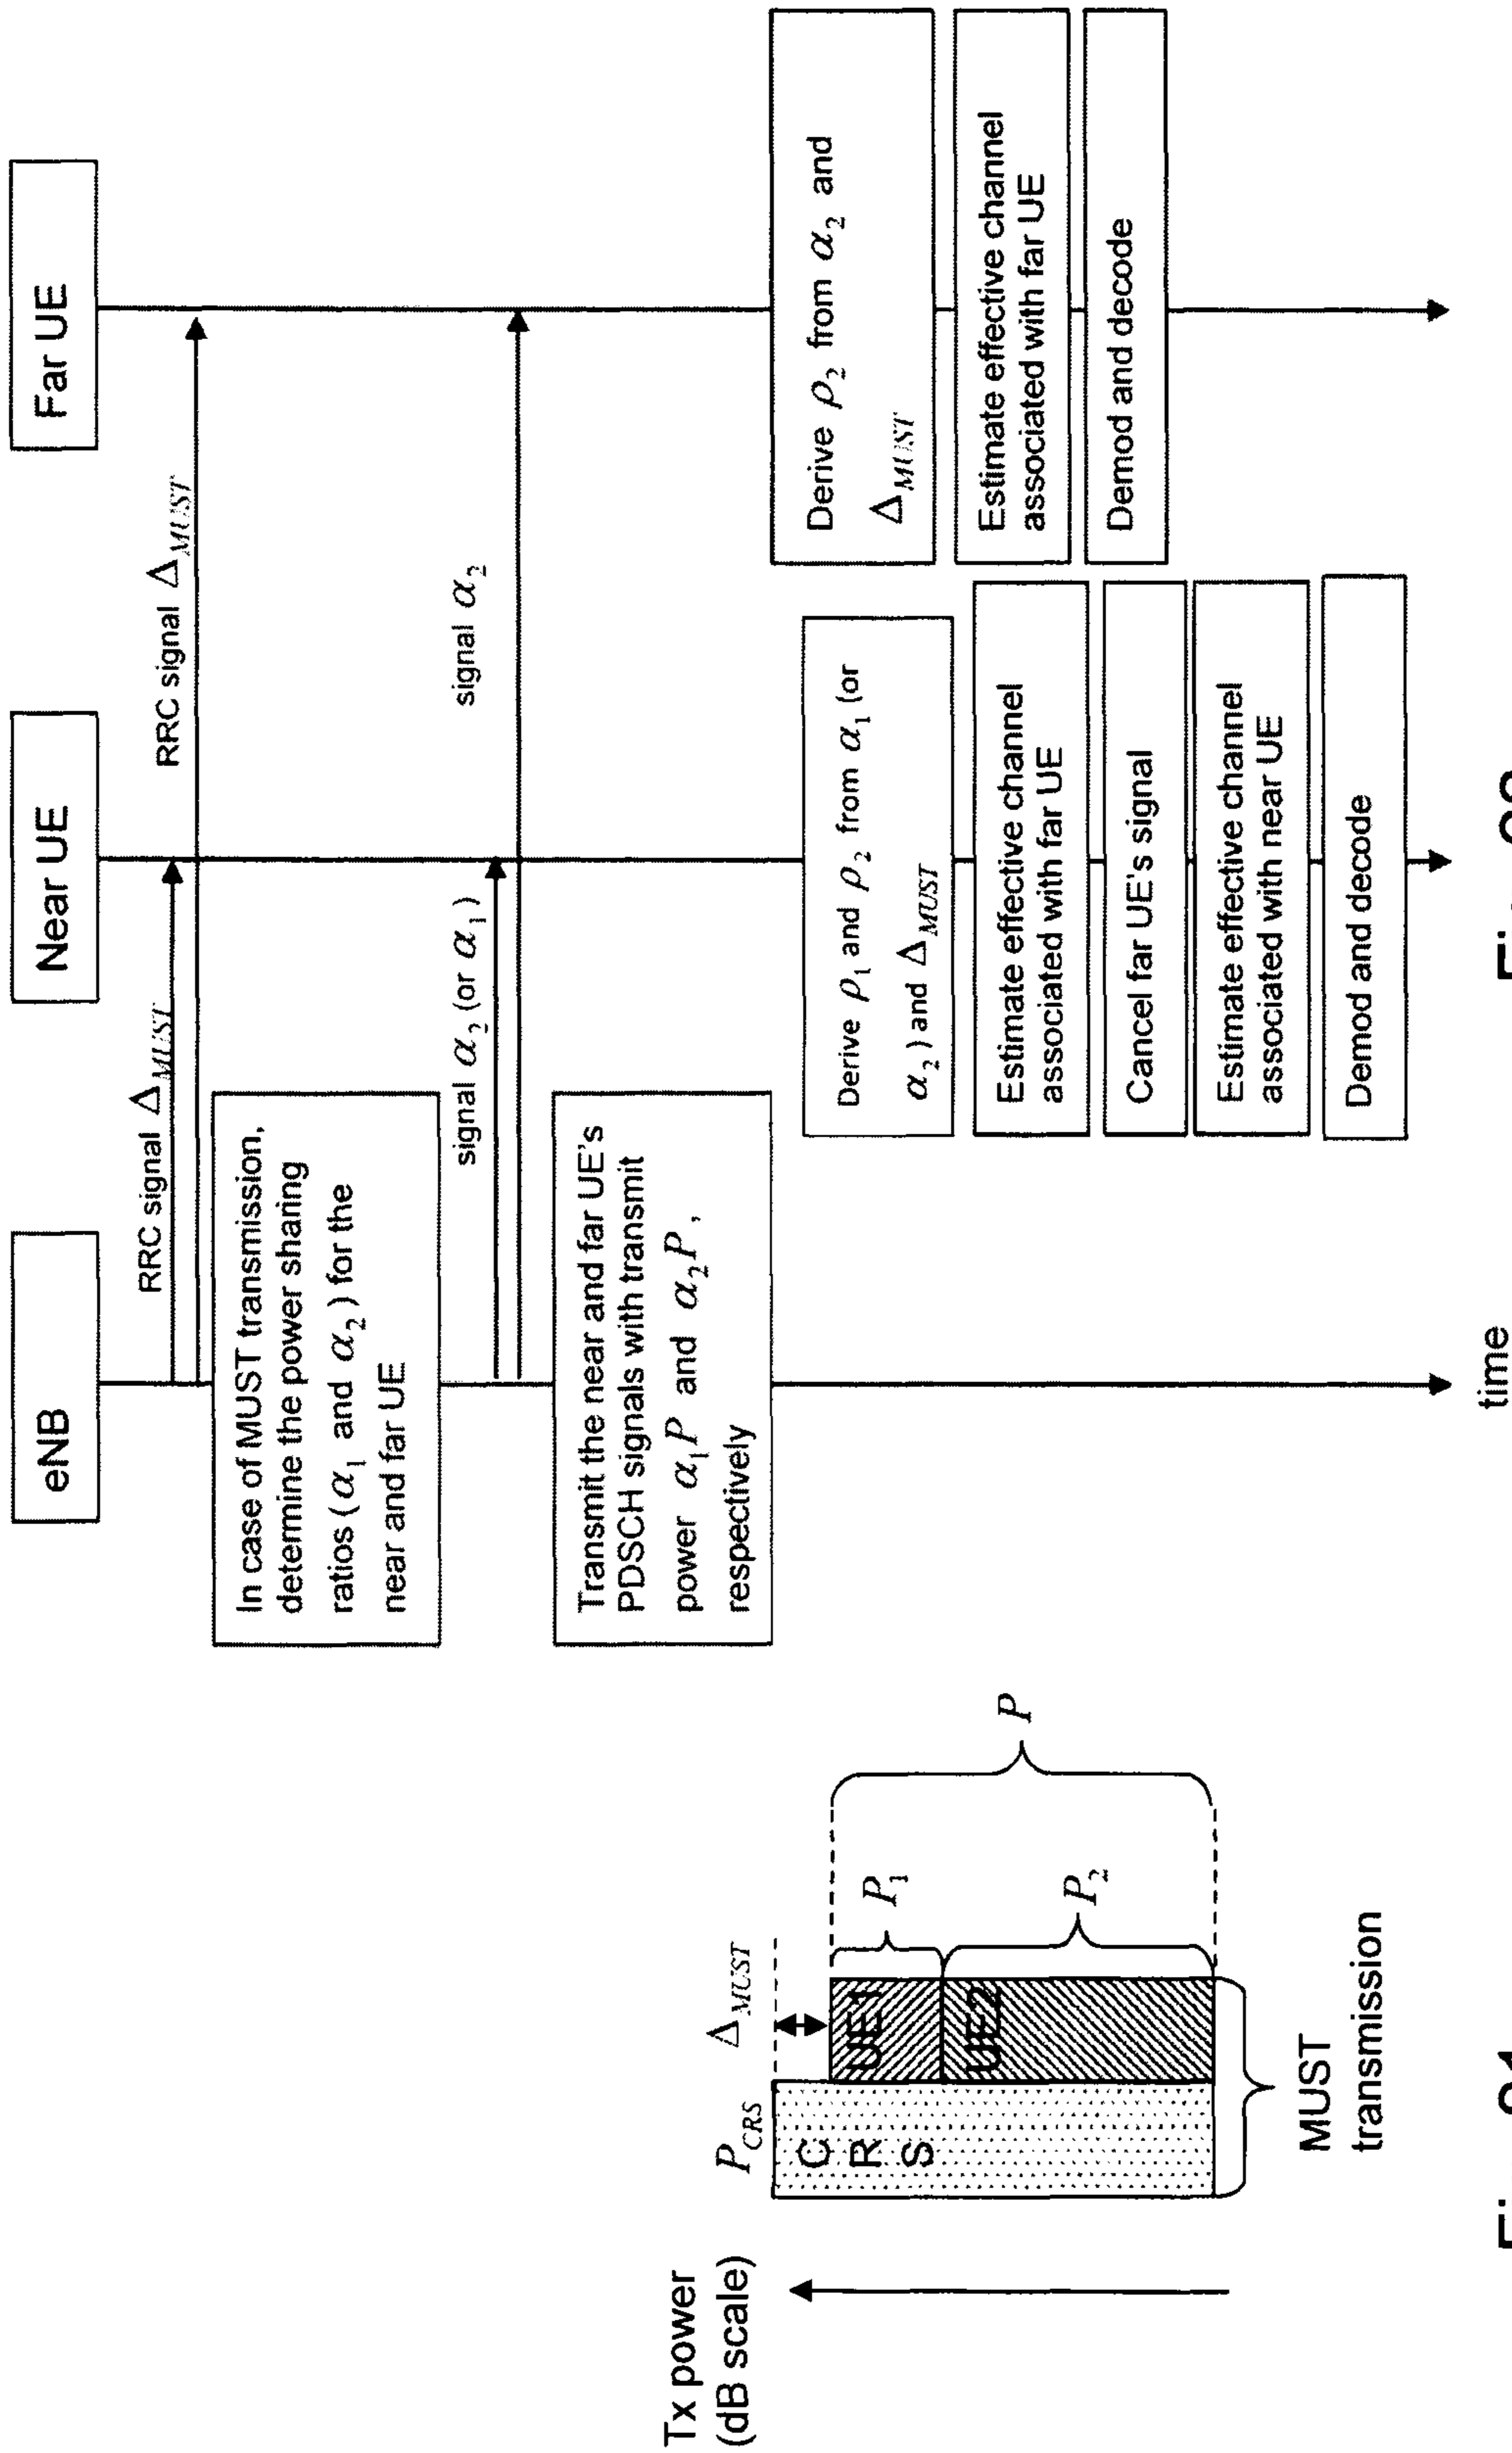 Tx power
(dB scale)
P_CRS
Δ_MUST
C
R
S
UE1
UE2
P_1
P_2
P
MUST
transmission
eNB
Near UE
Far UE
RRC signal Δ_MUST
RRC signal Δ_MUST
In case of MUST transmission,
determine the power sharing
ratios (α_1 and α_2) for the
near and far UE
signal α_2 (or α_1)
signal α_2
Transmit the near and far UE's
PDSCH signals with transmit
power α_1P and α_2P,
respectively
Derive ρ_1 and ρ_2 from α_1 (or
α_2) and Δ_MUST
Estimate effective channel
associated with far UE
Cancel far UE's signal
Estimate effective channel
associated with near UE
Demod and decode
Derive ρ_2 from α_2 and
Δ_MUST
Estimate effective channel
associated with far UE
Demod and decode
time